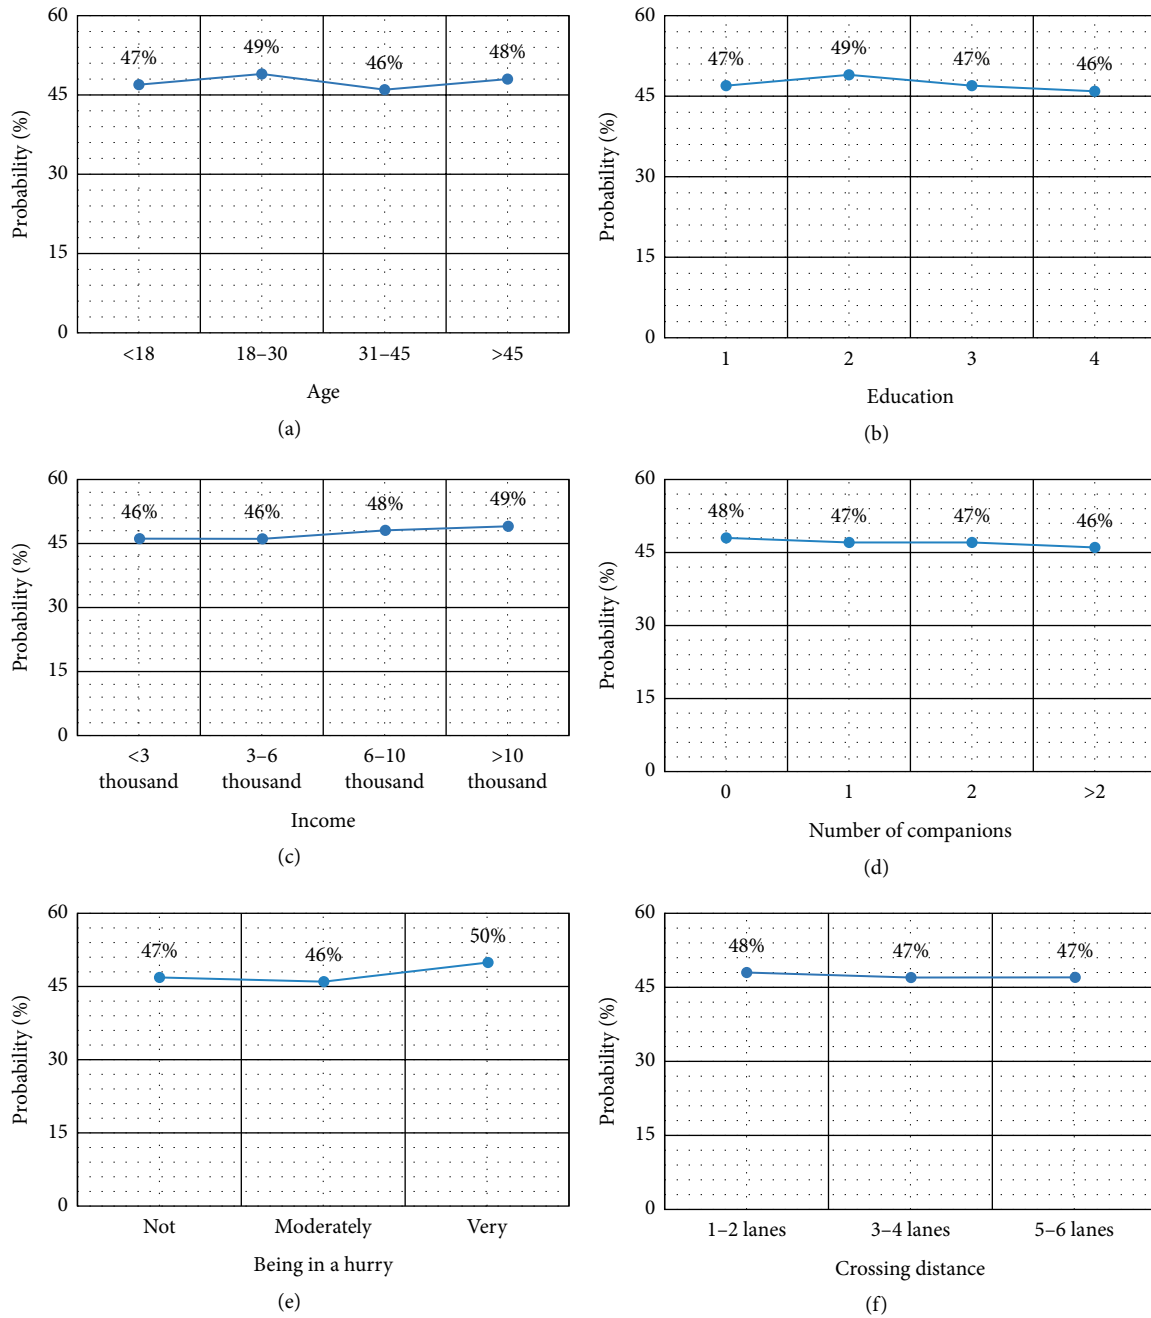 60
45
30
15
0
Probability (%)
47%
49%
46%
48%
<18
18–30
31–45
>45
Age
(a)
60
45
30
15
0
Probability (%)
47%
49%
47%
46%
1
2
3
4
Education
(b)
60
45
30
15
0
Probability (%)
46%
46%
48%
49%
<3
thousand
3–6
thousand
6–10
thousand
>10
thousand
Income
(c)
60
45
30
15
0
Probability (%)
48%
47%
47%
46%
0
1
2
>2
Number of companions
(d)
60
45
30
15
0
Probability (%)
47%
46%
50%
Not
Moderately
Very
Being in a hurry
(e)
60
45
30
15
0
Probability (%)
48%
47%
47%
1–2 lanes
3–4 lanes
5–6 lanes
Crossing distance
(f)